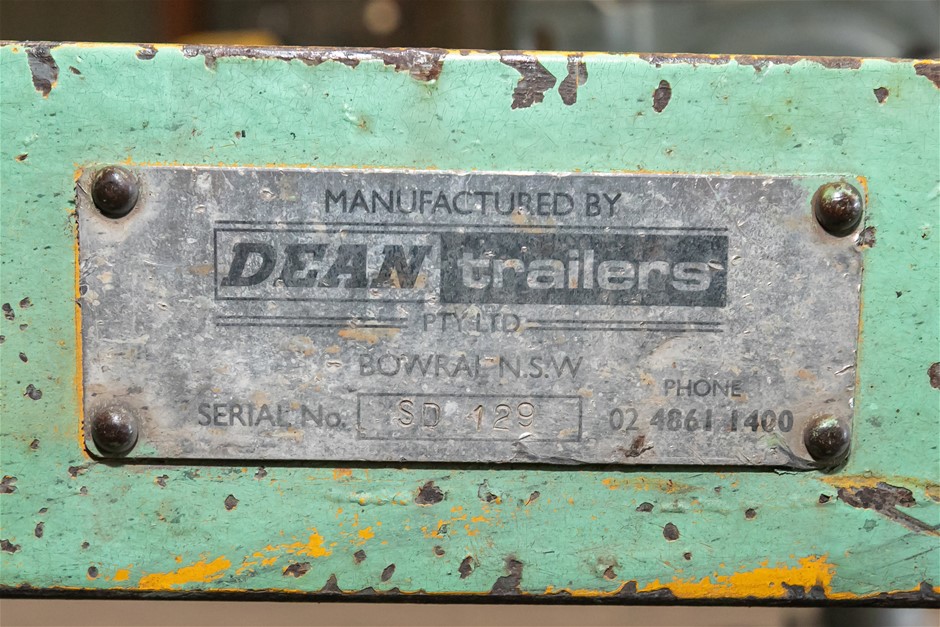 MANUFACTURED BY
DEAN trailers
PTY LTD
BOWRAL N.S.W
PHONE
SERIAL No. SD 129 02 4861 1400